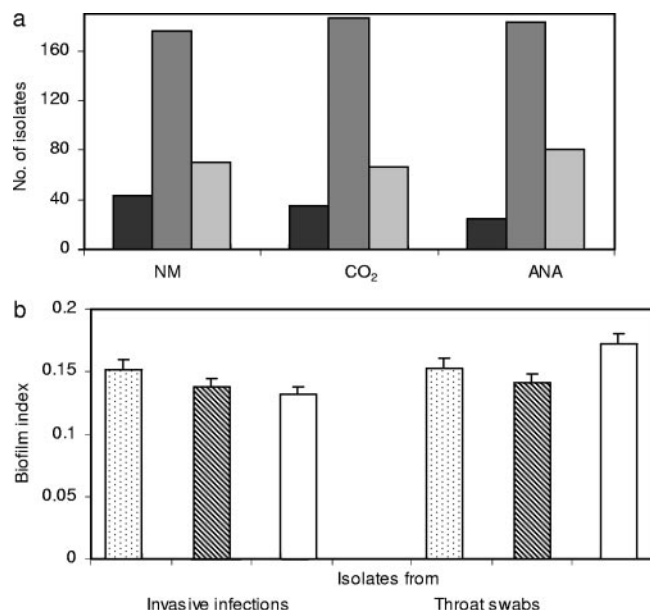 a
No. of isolates
160
120
80
40
0
NM
CO₂
ANA
b
Biofilm index
0.2
0.15
0.1
0.05
0
Isolates from
Invasive infections
Throat swabs